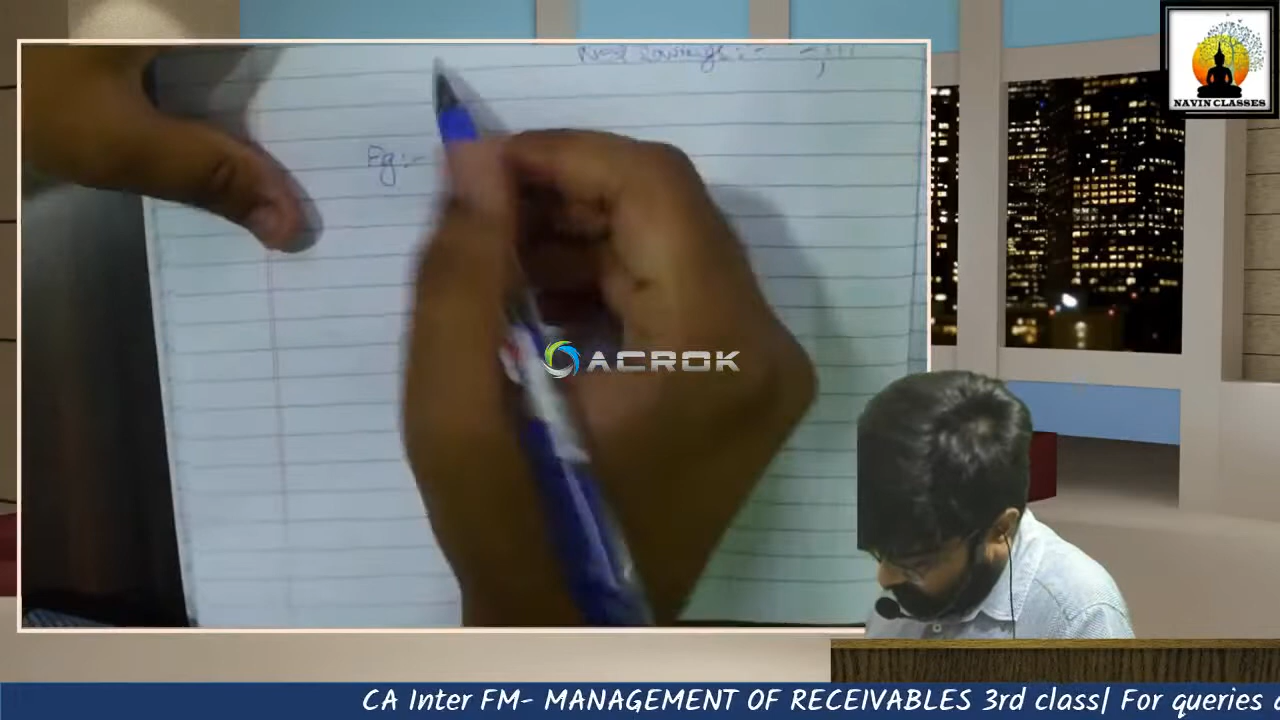 NAVIN CLASSES
Eg:-
ACROK
CA Inter FM- MANAGEMENT OF RECEIVABLES 3rd class| For queries